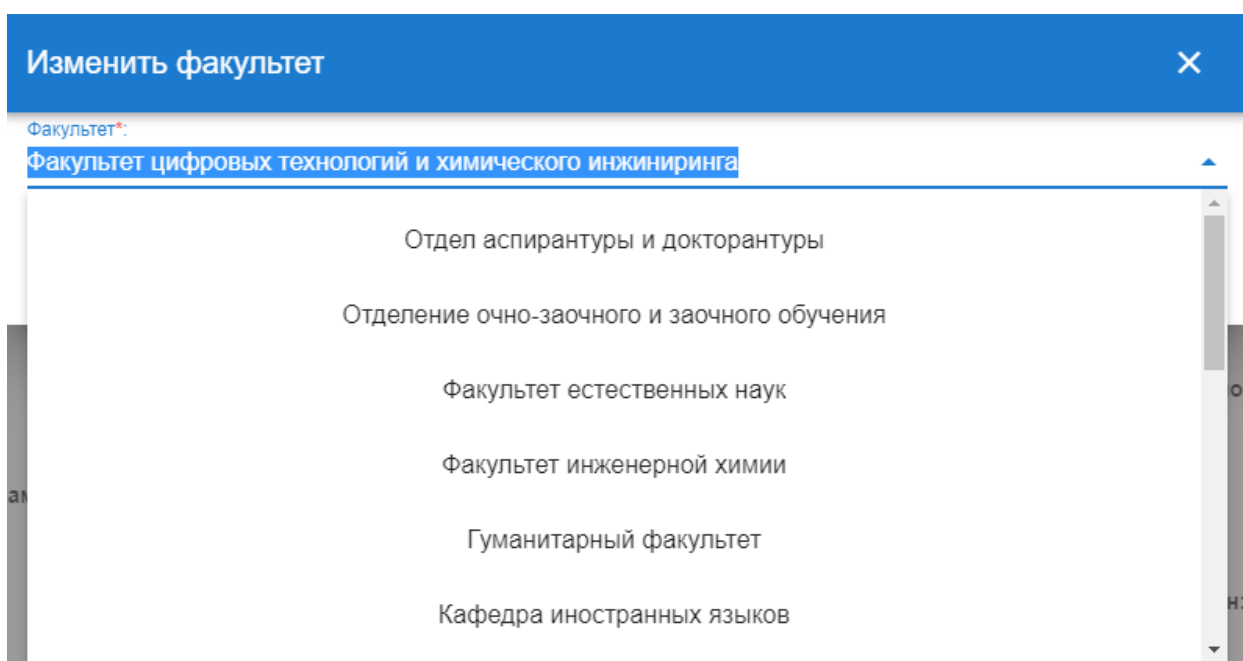 Изменить факультет
Факультет*:
Факультет цифровых технологий и химического инжиниринга
Отдел аспирантуры и докторантуры
Отделение очно-заочного и заочного обучения
Факультет естественных наук
Факультет инженерной химии
Гуманитарный факультет
Кафедра иностранных языков